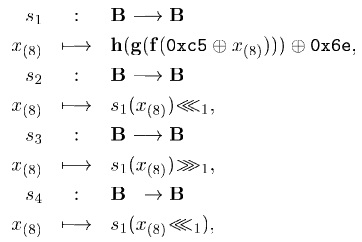 s₁ : B ⟶ B
x₍₈₎ ⟼ h(g(f(0xc5 ⊕ x₍₈₎))) ⊕ 0x6e,
s₂ : B ⟶ B
x₍₈₎ ⟼ s₁(x₍₈₎)⋘₁,
s₃ : B ⟶ B
x₍₈₎ ⟼ s₁(x₍₈₎)⋙₁,
s₄ : B → B
x₍₈₎ ⟼ s₁(x₍₈₎⋘₁),